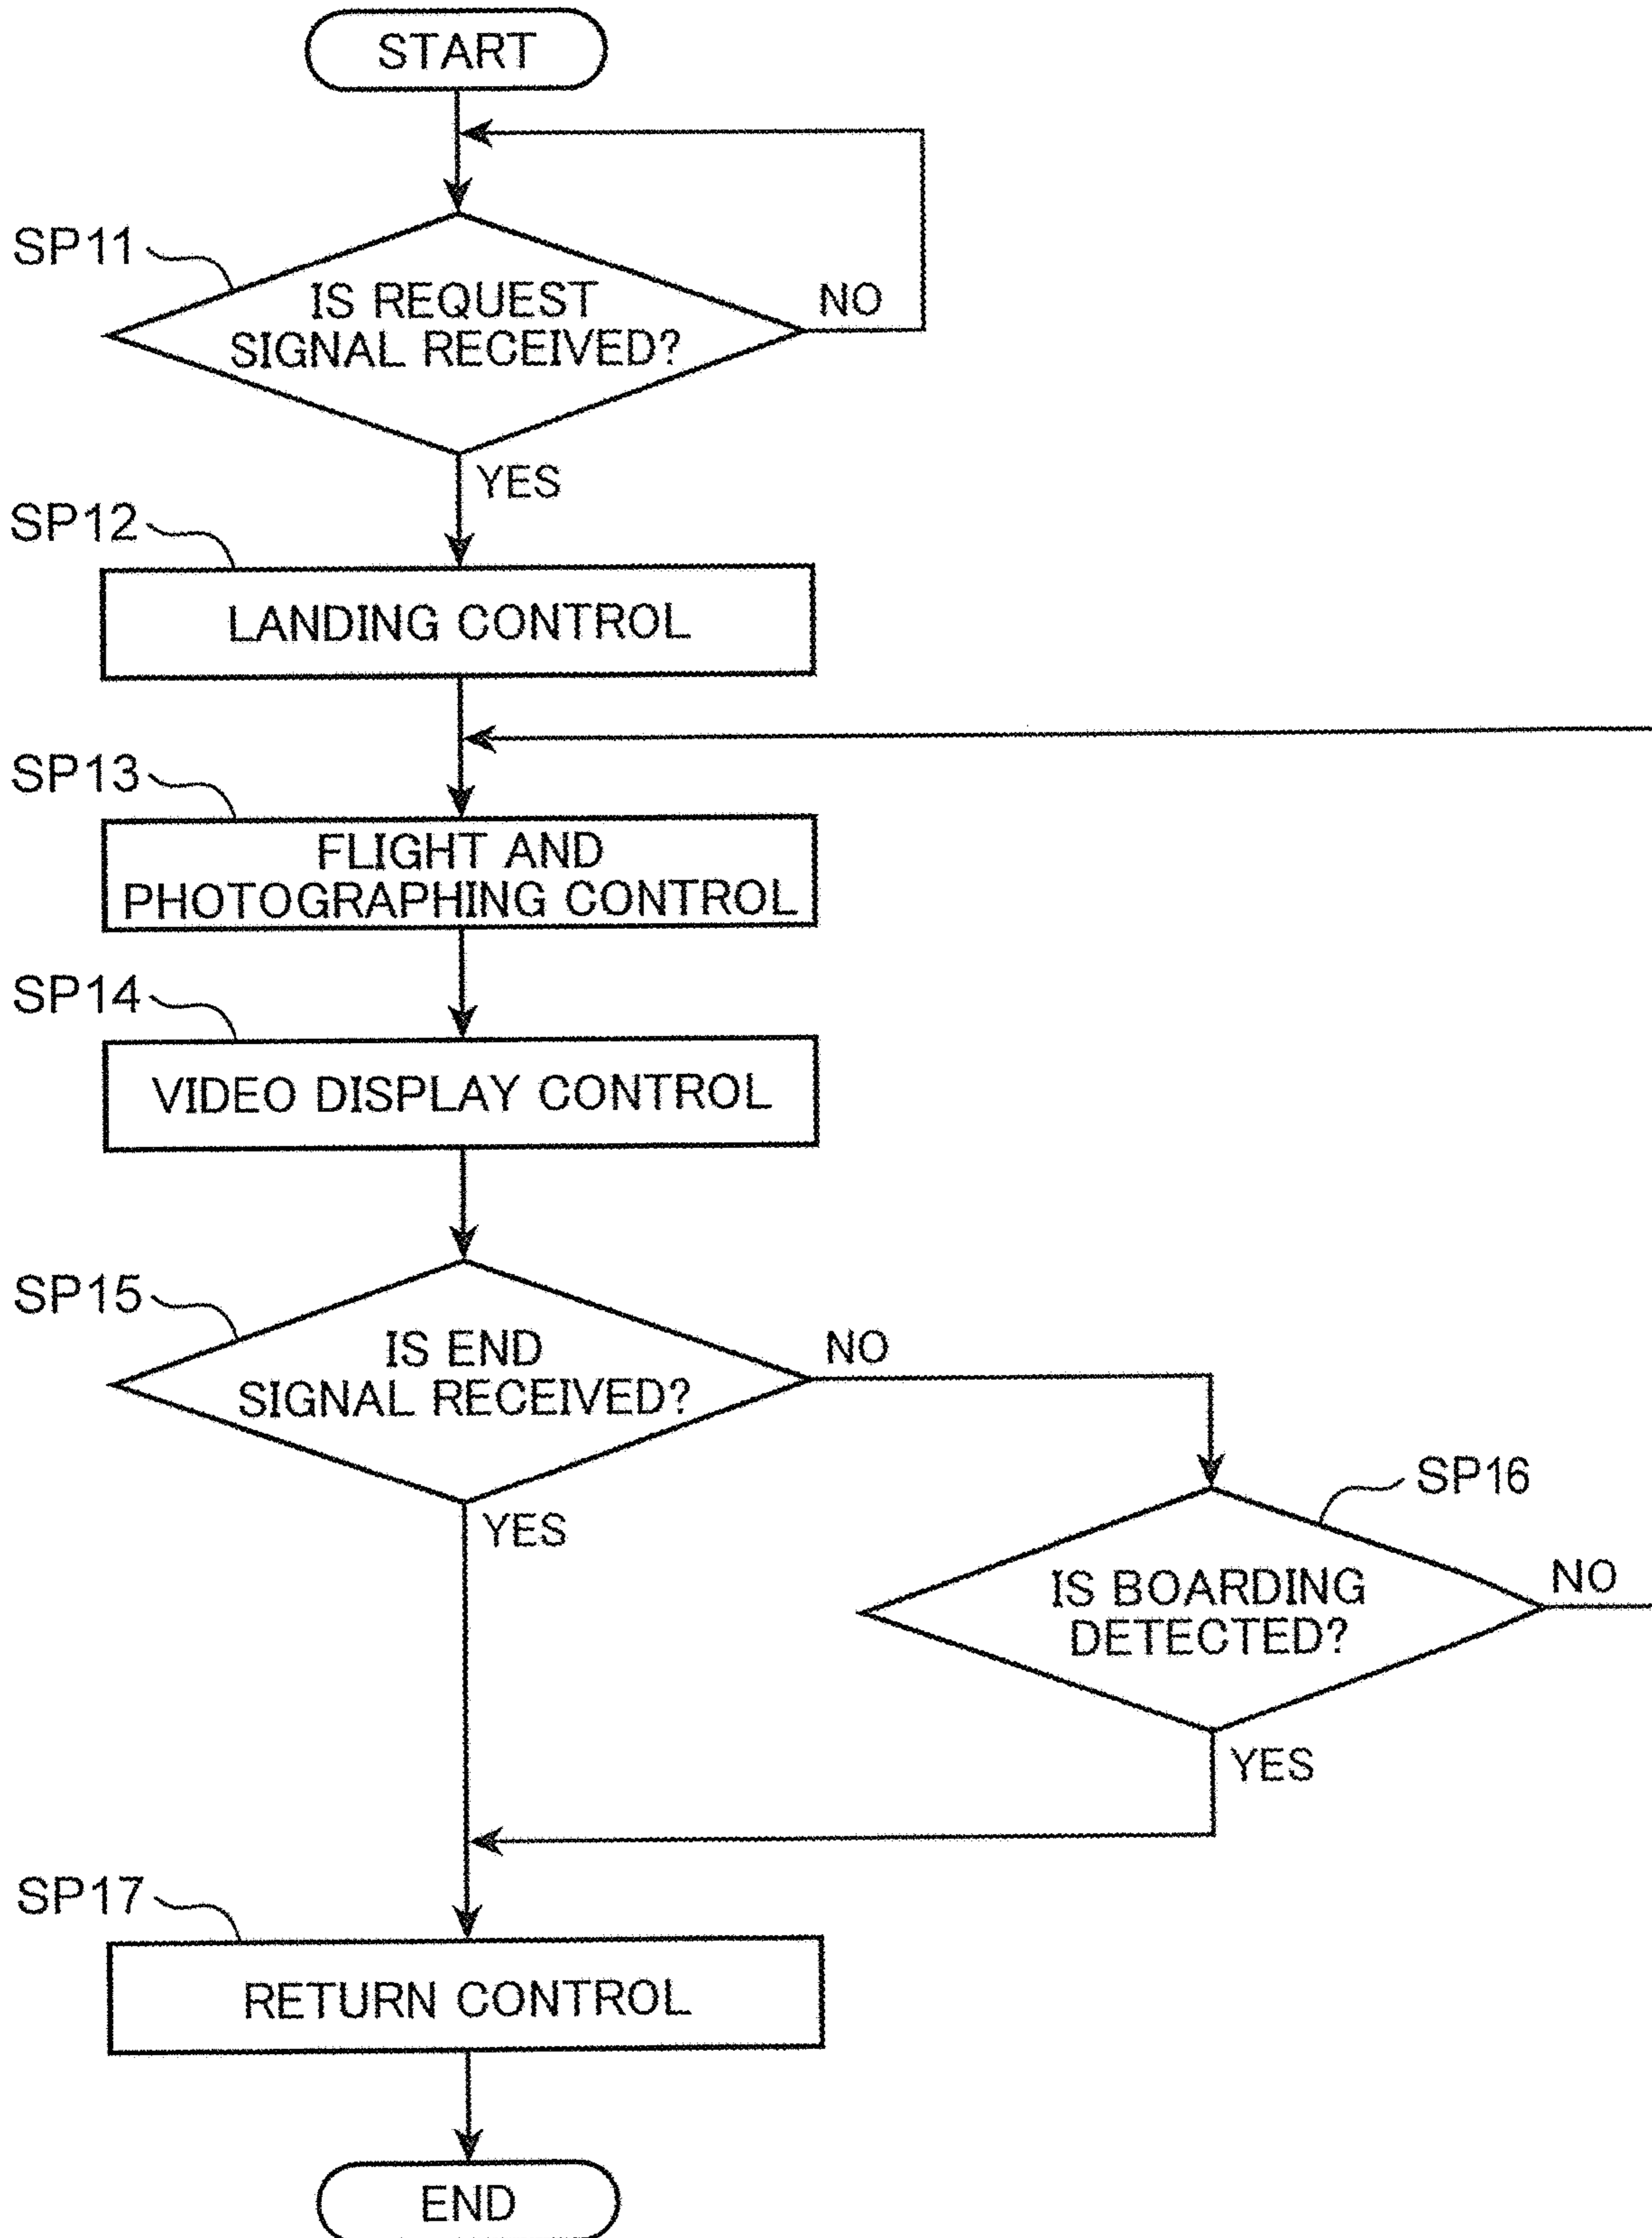 START
SP11
IS REQUEST
SIGNAL RECEIVED?
NO
YES
SP12
LANDING CONTROL
SP13
FLIGHT AND
PHOTOGRAPHING CONTROL
SP14
VIDEO DISPLAY CONTROL
SP15
IS END
SIGNAL RECEIVED?
NO
YES
SP16
IS BOARDING
DETECTED?
NO
YES
SP17
RETURN CONTROL
END